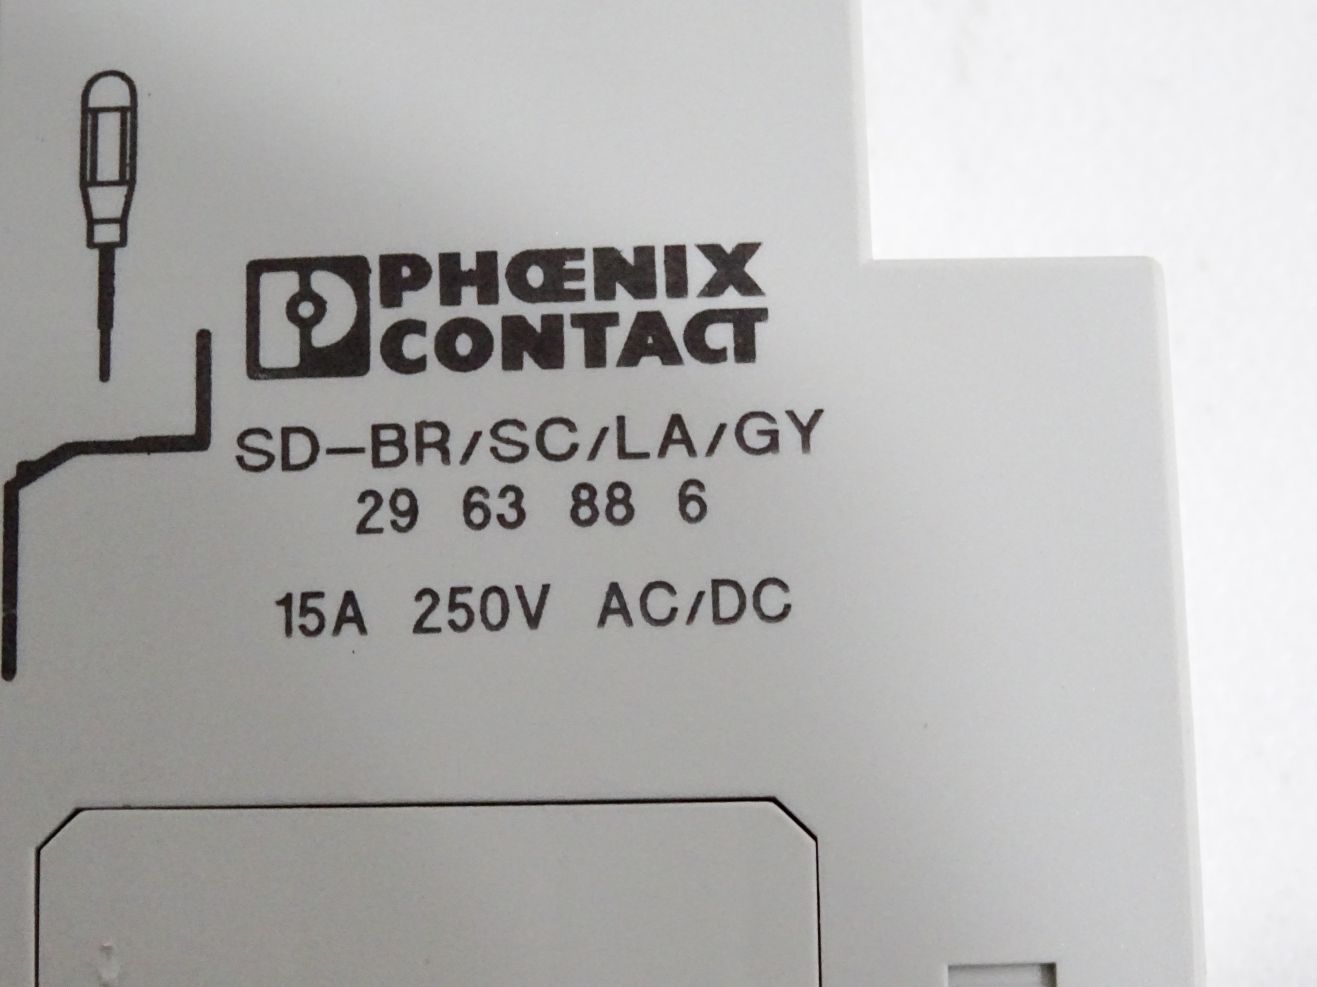 PHŒNIX
CONTACT
SD-BR/SC/LA/GY
29 63 88 6
15A 250V AC/DC